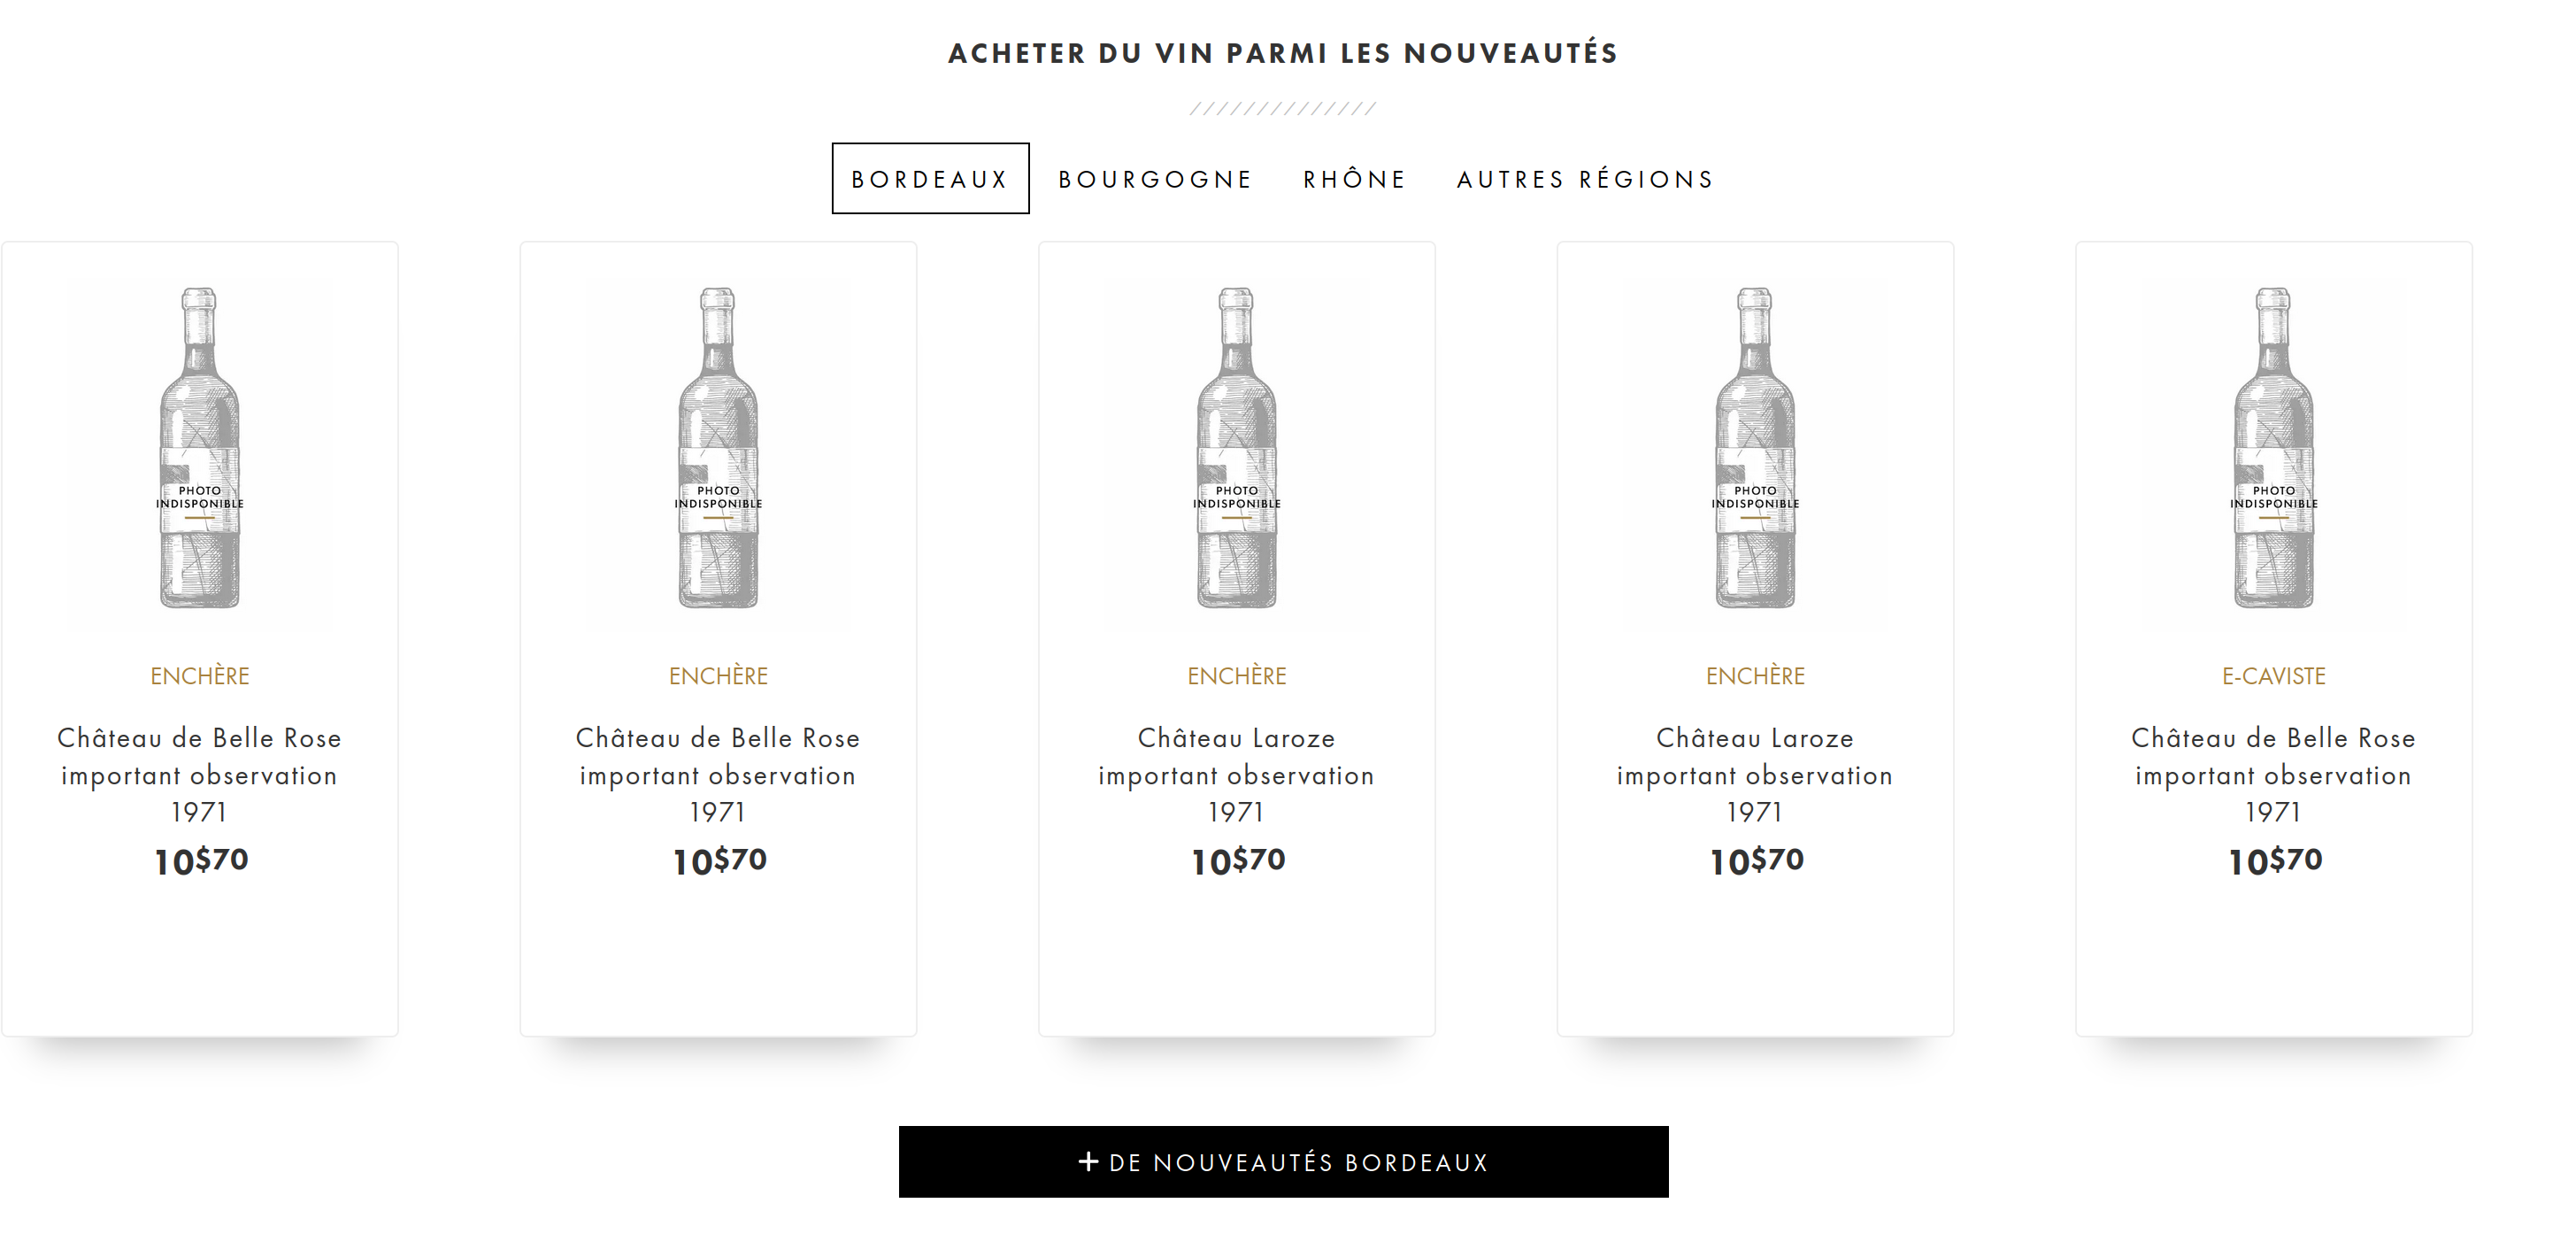 ACHETER DU VIN PARMI LES NOUVEAUTÉS
BORDEAUX
BOURGOGNE
RHÔNE
AUTRES RÉGIONS
PHOTO
INDISPONIBLE
ENCHÈRE
Château de Belle Rose
important observation
1971
10$70
PHOTO
INDISPONIBLE
ENCHÈRE
Château de Belle Rose
important observation
1971
10$70
PHOTO
INDISPONIBLE
ENCHÈRE
Château Laroze
important observation
1971
10$70
PHOTO
INDISPONIBLE
ENCHÈRE
Château Laroze
important observation
1971
10$70
PHOTO
INDISPONIBLE
E-CAVISTE
Château de Belle Rose
important observation
1971
10$70
+ DE NOUVEAUTÉS BORDEAUX